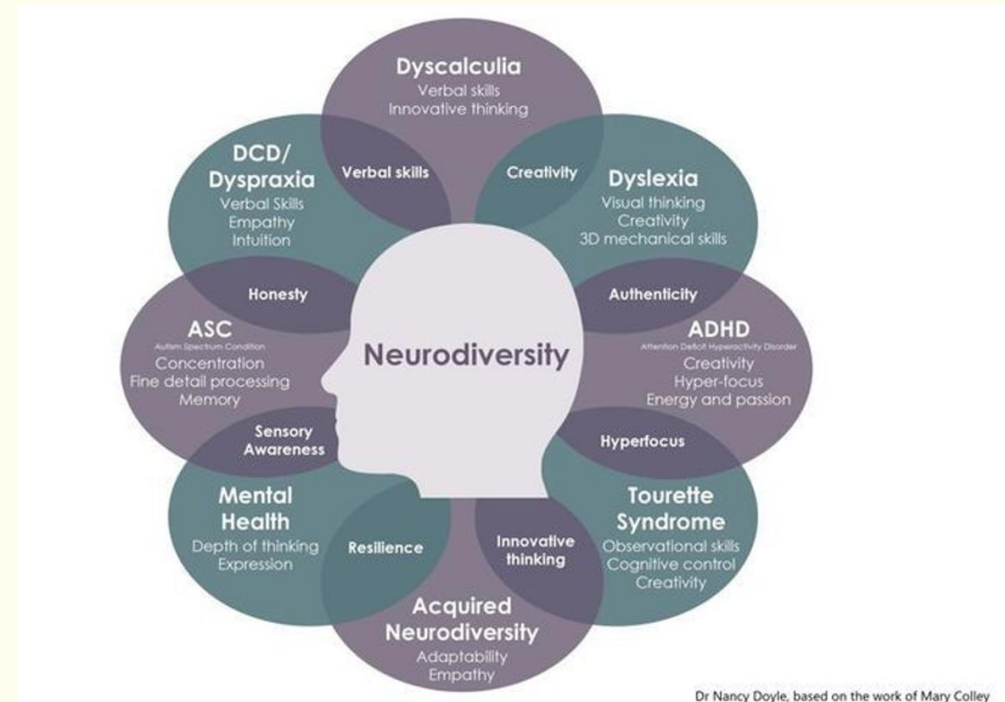 Dyscalculia
Verbal skills
Innovative thinking
Verbal skills
Creativity
DCD/
Dyspraxia
Verbal Skills
Empathy
Intuition
Dyslexia
Visual thinking
Creativity
3D mechanical skills
Honesty
Authenticity
ASC
Autism Spectrum Condition
Concentration
Fine detail processing
Memory
Neurodiversity
ADHD
Attention Deficit Hyperactivity Disorder
Creativity
Hyper-focus
Energy and passion
Sensory
Awareness
Hyperfocus
Mental
Health
Depth of thinking
Expression
Resilience
Innovative
thinking
Tourette
Syndrome
Observational skills
Cognitive control
Creativity
Acquired
Neurodiversity
Adaptability
Empathy
Dr Nancy Doyle, based on the work of Mary Colley